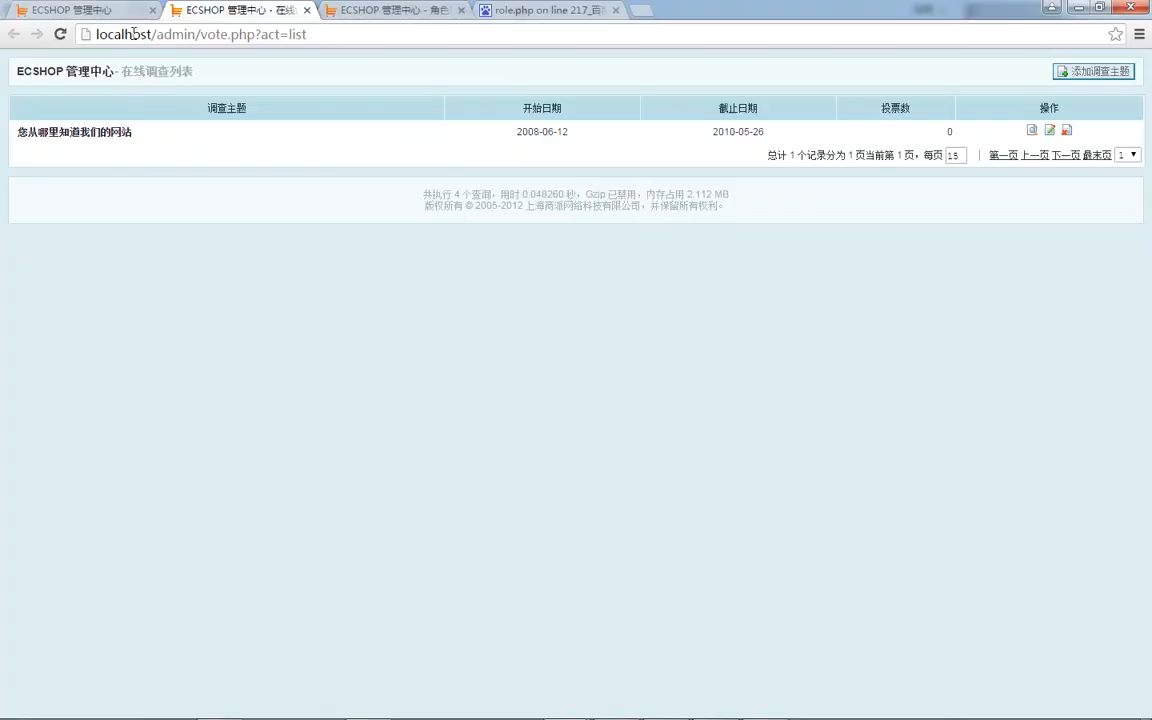 ECSHOP 管理中心
ECSHOP 管理中心 - 在线
ECSHOP 管理中心 - 角色
role.php on line 217_百
localhost/admin/vote.php?act=list
ECSHOP 管理中心 - 在线调查列表
添加调查主题
调查主题 开始日期 截止日期 投票数 操作
您从哪里知道我们的网站 2008-06-12 2010-05-26 0
总计 1 个记录分为 1 页当前第 1 页，每页 15 | 第一页 上一页 下一页 最末页 1
共执行 4 个查询，用时 0.048260 秒，Gzip 已禁用，内存占用 2.112 MB
版权所有 © 2005-2012 上海商派网络科技有限公司，并保留所有权利。